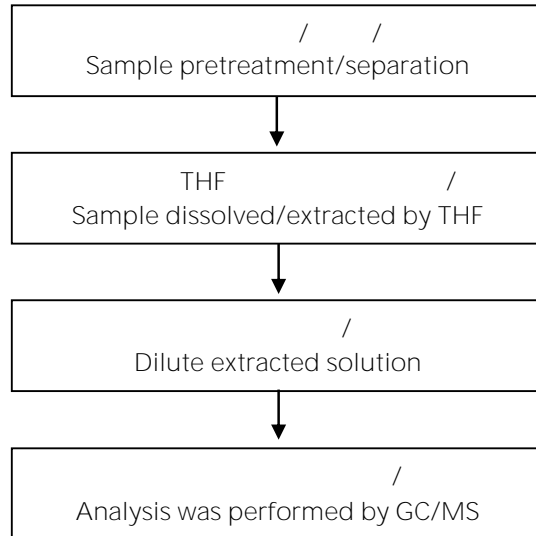 / /
Sample pretreatment/separation
THF /
Sample dissolved/extracted by THF
/
Dilute extracted solution
/
Analysis was performed by GC/MS